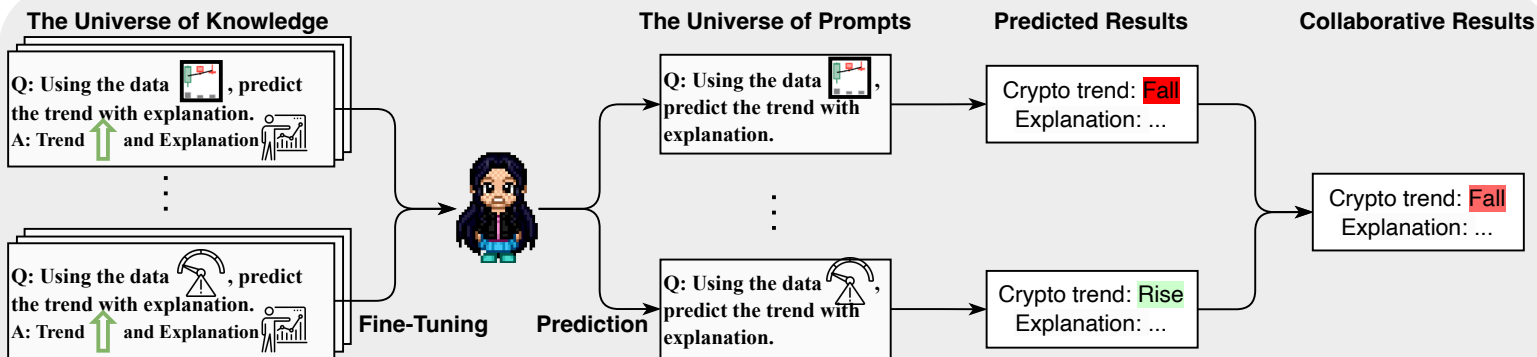 The Universe of Knowledge
Q: Using the data , predict
the trend with explanation.
A: Trend and Explanation
Q: Using the data , predict
the trend with explanation.
A: Trend and Explanation
Fine-Tuning
Prediction
The Universe of Prompts
Q: Using the data ,
predict the trend with
explanation.
Q: Using the data ,
predict the trend with
explanation.
Predicted Results
Crypto trend: Fall
Explanation: ...
Crypto trend: Rise
Explanation: ...
Collaborative Results
Crypto trend: Fall
Explanation: ...